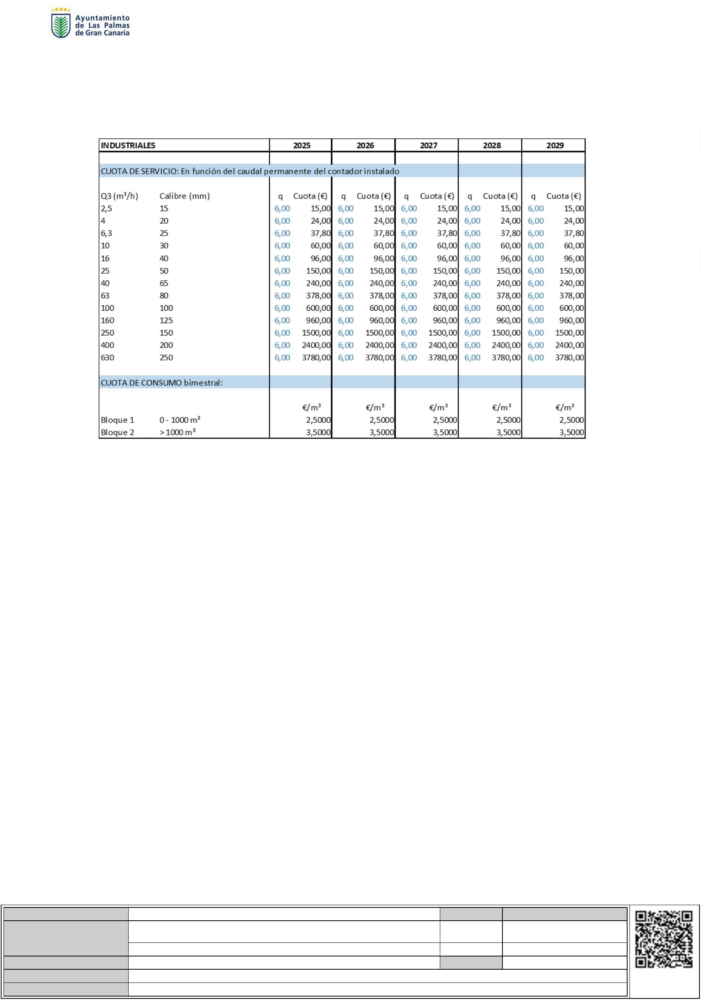 Ayuntamiento
de Las Palmas
de Gran Canaria
INDUSTRIALES 2025 2026 2027 2028 2029
CUOTA DE SERVICIO: En función del caudal permanente del contador instalado
Q3 (m³/h) Calibre (mm) q Cuota (€) q Cuota (€) q Cuota (€) q Cuota (€) q Cuota (€)
2,5 15 6,00 15,00 6,00 15,00 6,00 15,00 6,00 15,00 6,00 15,00
4 20 6,00 24,00 6,00 24,00 6,00 24,00 6,00 24,00 6,00 24,00
6,3 25 6,00 37,80 6,00 37,80 6,00 37,80 6,00 37,80 6,00 37,80
10 30 6,00 60,00 6,00 60,00 6,00 60,00 6,00 60,00 6,00 60,00
16 40 6,00 96,00 6,00 96,00 6,00 96,00 6,00 96,00 6,00 96,00
25 50 6,00 150,00 6,00 150,00 6,00 150,00 6,00 150,00 6,00 150,00
40 65 6,00 240,00 6,00 240,00 6,00 240,00 6,00 240,00 6,00 240,00
63 80 6,00 378,00 6,00 378,00 6,00 378,00 6,00 378,00 6,00 378,00
100 100 6,00 600,00 6,00 600,00 6,00 600,00 6,00 600,00 6,00 600,00
160 125 6,00 960,00 6,00 960,00 6,00 960,00 6,00 960,00 6,00 960,00
250 150 6,00 1500,00 6,00 1500,00 6,00 1500,00 6,00 1500,00 6,00 1500,00
400 200 6,00 2400,00 6,00 2400,00 6,00 2400,00 6,00 2400,00 6,00 2400,00
630 250 6,00 3780,00 6,00 3780,00 6,00 3780,00 6,00 3780,00 6,00 3780,00
CUOTA DE CONSUMO bimestral:
€/m³ €/m³ €/m³ €/m³ €/m³
Bloque 1 0 - 1000 m³ 2,5000 2,5000 2,5000 2,5000 2,5000
Bloque 2 > 1000 m³ 3,5000 3,5000 3,5000 3,5000 3,5000